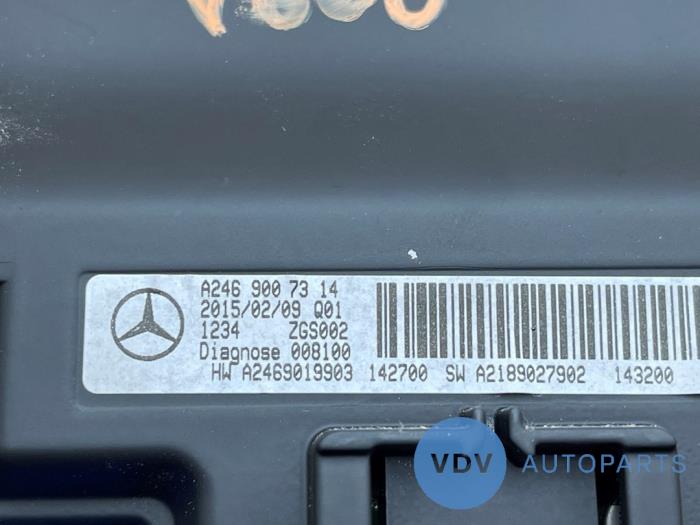 A246 900 73 14
2015/02/09 Q01
1234 ZGS002
Diagnose 008100
HW A2469019903 142700 SW A2189027902 143200
VDV AUTOPARTS